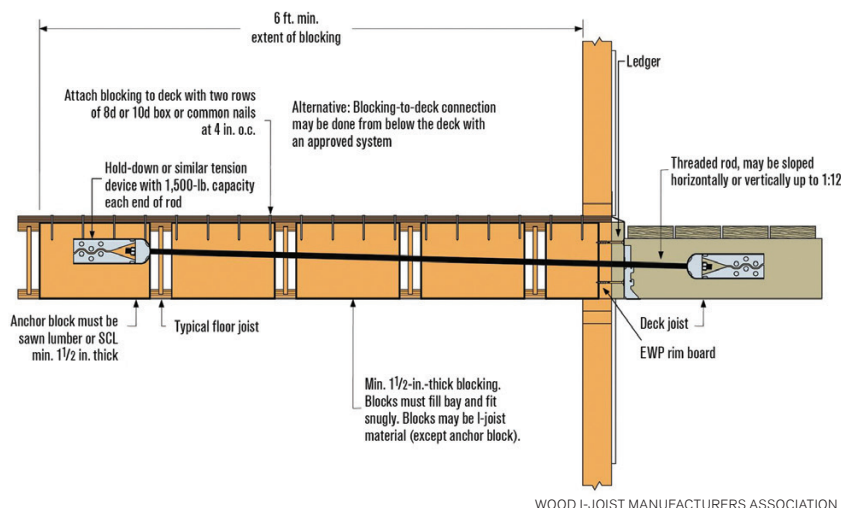 6 ft. min.
extent of blocking
Ledger
Attach blocking to deck with two rows
of 8d or 10d box or common nails
at 4 in. o.c.
Alternative: Blocking-to-deck connection
may be done from below the deck with
an approved system
Hold-down or similar tension
device with 1,500-lb. capacity
each end of rod
Threaded rod, may be sloped
horizontally or vertically up to 1:12
Anchor block must be
sawn lumber or SCL
min. 1 1/2 in. thick
Typical floor joist
Deck joist
EWP rim board
Min. 1 1/2-in.-thick blocking.
Blocks must fill bay and fit
snugly. Blocks may be I-joist
material (except anchor block).
WOOD I-JOIST MANUFACTURERS ASSOCIATION